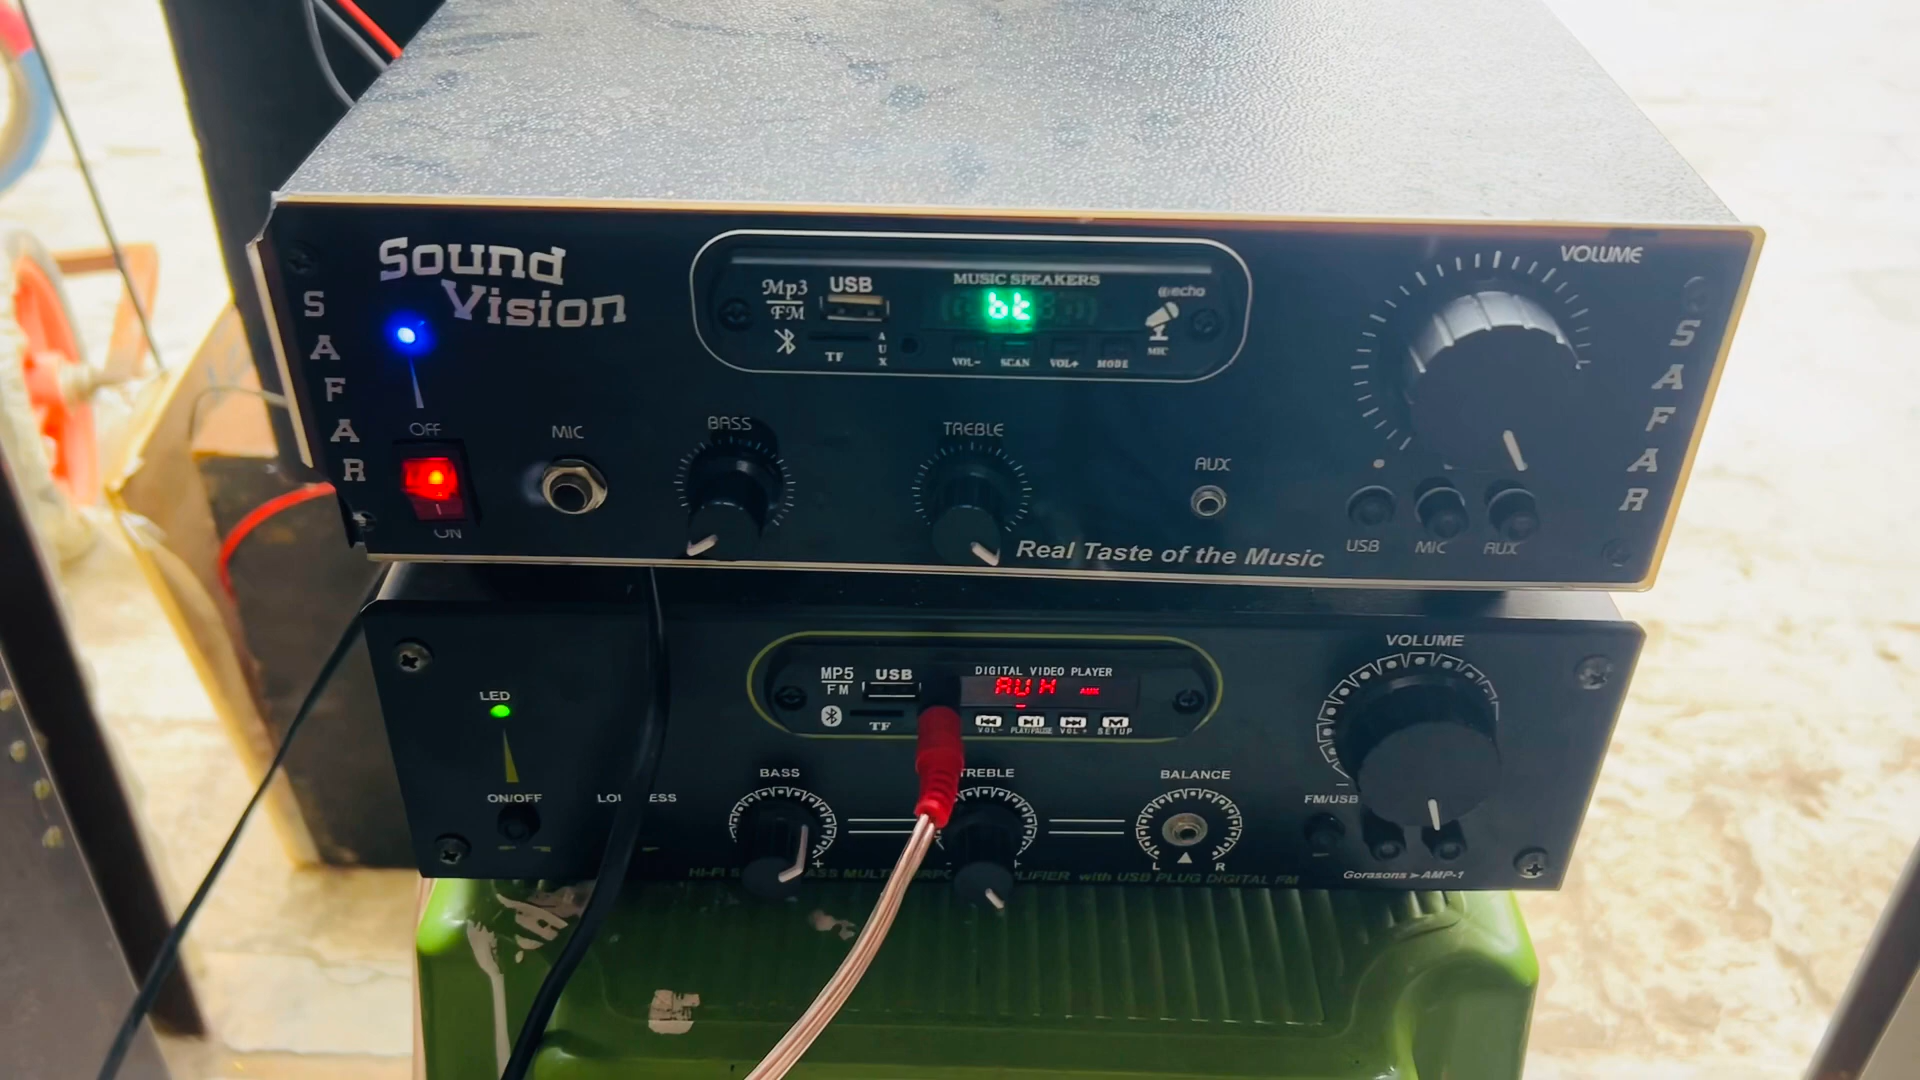 Sound
Vision
SAFAR
OFF
ON
MIC
BASS
TREBLE
Mp3
FM
USB
TF
AUX
MUSIC SPEAKERS
bt
echo
MIC
VOL-
SCAN
VOL+
MODE
AUX
Real Taste of the Music
VOLUME
USB
MIC
AUX
SAFAR
LED
ON/OFF
BASS
MP5
FM
USB
TF
DIGITAL VIDEO PLAYER
AUX
VOL-
PLAY/PAUSE
VOL+
M
SETUP
TREBLE
BALANCE
L
R
VOLUME
FM/USB
HI-FI
with USB PLUG DIGITAL FM
Gorasons AMP-1